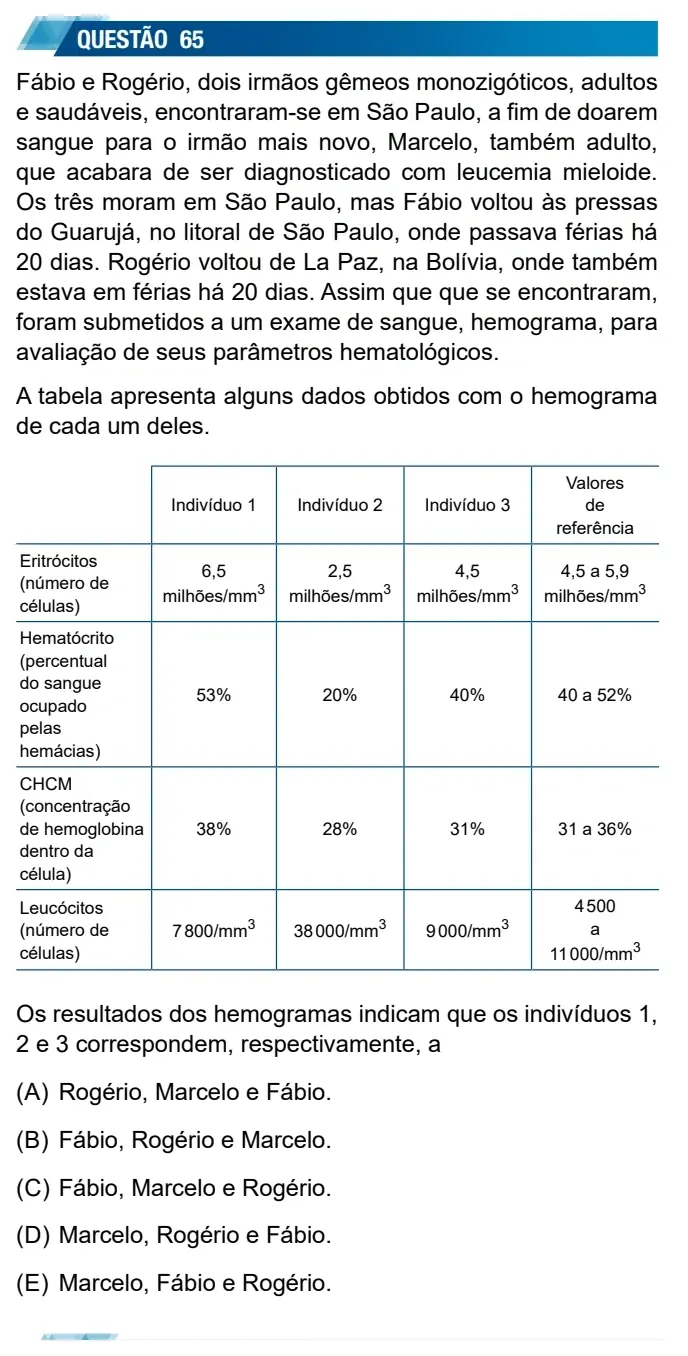 QUESTÃO 65
Fábio e Rogério, dois irmãos gêmeos monozigóticos, adultos
e saudáveis, encontraram-se em São Paulo, a fim de doarem
sangue para o irmão mais novo, Marcelo, também adulto,
que acabara de ser diagnosticado com leucemia mieloide.
Os três moram em São Paulo, mas Fábio voltou às pressas
do Guarujá, no litoral de São Paulo, onde passava férias há
20 dias. Rogério voltou de La Paz, na Bolívia, onde também
estava em férias há 20 dias. Assim que que se encontraram,
foram submetidos a um exame de sangue, hemograma, para
avaliação de seus parâmetros hematológicos.
A tabela apresenta alguns dados obtidos com o hemograma
de cada um deles.
Indivíduo 1
Indivíduo 2
Indivíduo 3
Valores
de
referência
Eritrócitos
(número de
células)
6,5
milhões/mm³
2,5
milhões/mm³
4,5
milhões/mm³
4,5 a 5,9
milhões/mm³
Hematócrito
(percentual
do sangue
ocupado
pelas
hemácias)
53%
20%
40%
40 a 52%
CHCM
(concentração
de hemoglobina
dentro da
célula)
38%
28%
31%
31 a 36%
Leucócitos
(número de
células)
7 800/mm³
38 000/mm³
9 000/mm³
4 500
a
11 000/mm³
Os resultados dos hemogramas indicam que os indivíduos 1,
2 e 3 correspondem, respectivamente, a
(A) Rogério, Marcelo e Fábio.
(B) Fábio, Rogério e Marcelo.
(C) Fábio, Marcelo e Rogério.
(D) Marcelo, Rogério e Fábio.
(E) Marcelo, Fábio e Rogério.